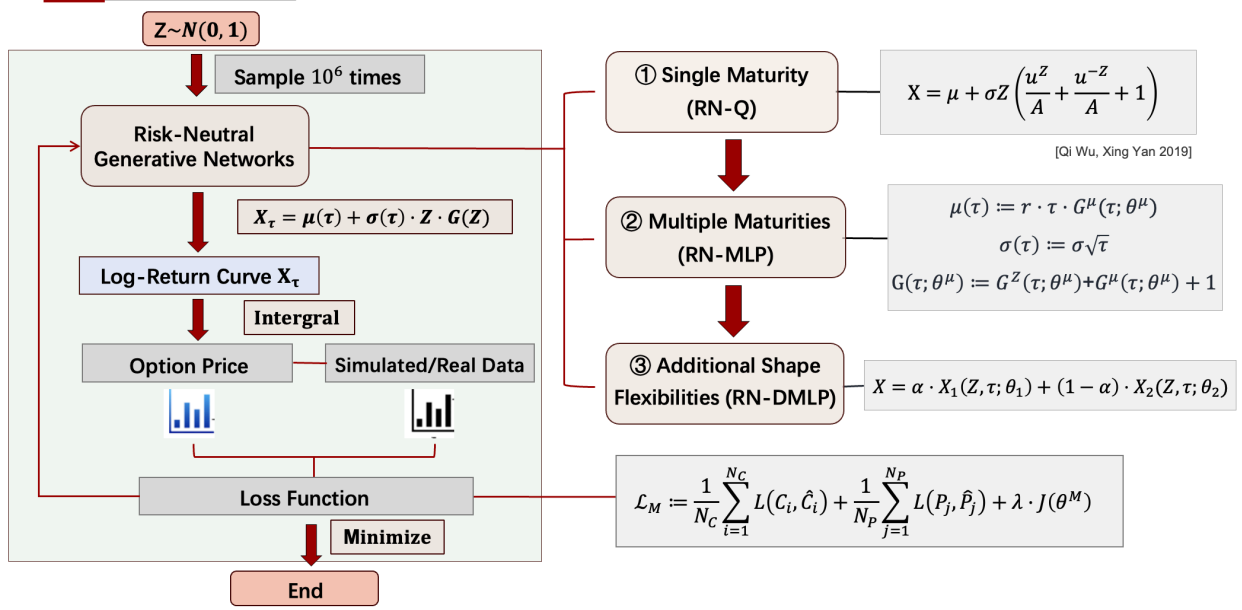 Z~N(0, 1)
Sample 10⁶ times
Risk-Neutral
Generative Networks
X_τ = μ(τ) + σ(τ) · Z · G(Z)
Log-Return Curve X_τ
Intergral
Option Price
Simulated/Real Data
Loss Function
Minimize
End
① Single Maturity
(RN-Q)
X = μ + σZ(u^Z/A + u^{-Z}/A + 1)
[Qi Wu, Xing Yan 2019]
② Multiple Maturities
(RN-MLP)
μ(τ) ≔ r · τ · G^μ(τ; θ^μ)
σ(τ) ≔ σ√τ
G(τ; θ^μ) ≔ G^Z(τ; θ^μ)+G^μ(τ; θ^μ) + 1
③ Additional Shape
Flexibilities (RN-DMLP)
X = α · X_1(Z, τ; θ_1) + (1 − α) · X_2(Z, τ; θ_2)
ℒ_M ≔ 1/N_C ∑_{i=1}^{N_C} L(C_i, Ĉ_i) + 1/N_P ∑_{j=1}^{N_P} L(P_j, P̂_j) + λ · J(θ^M)